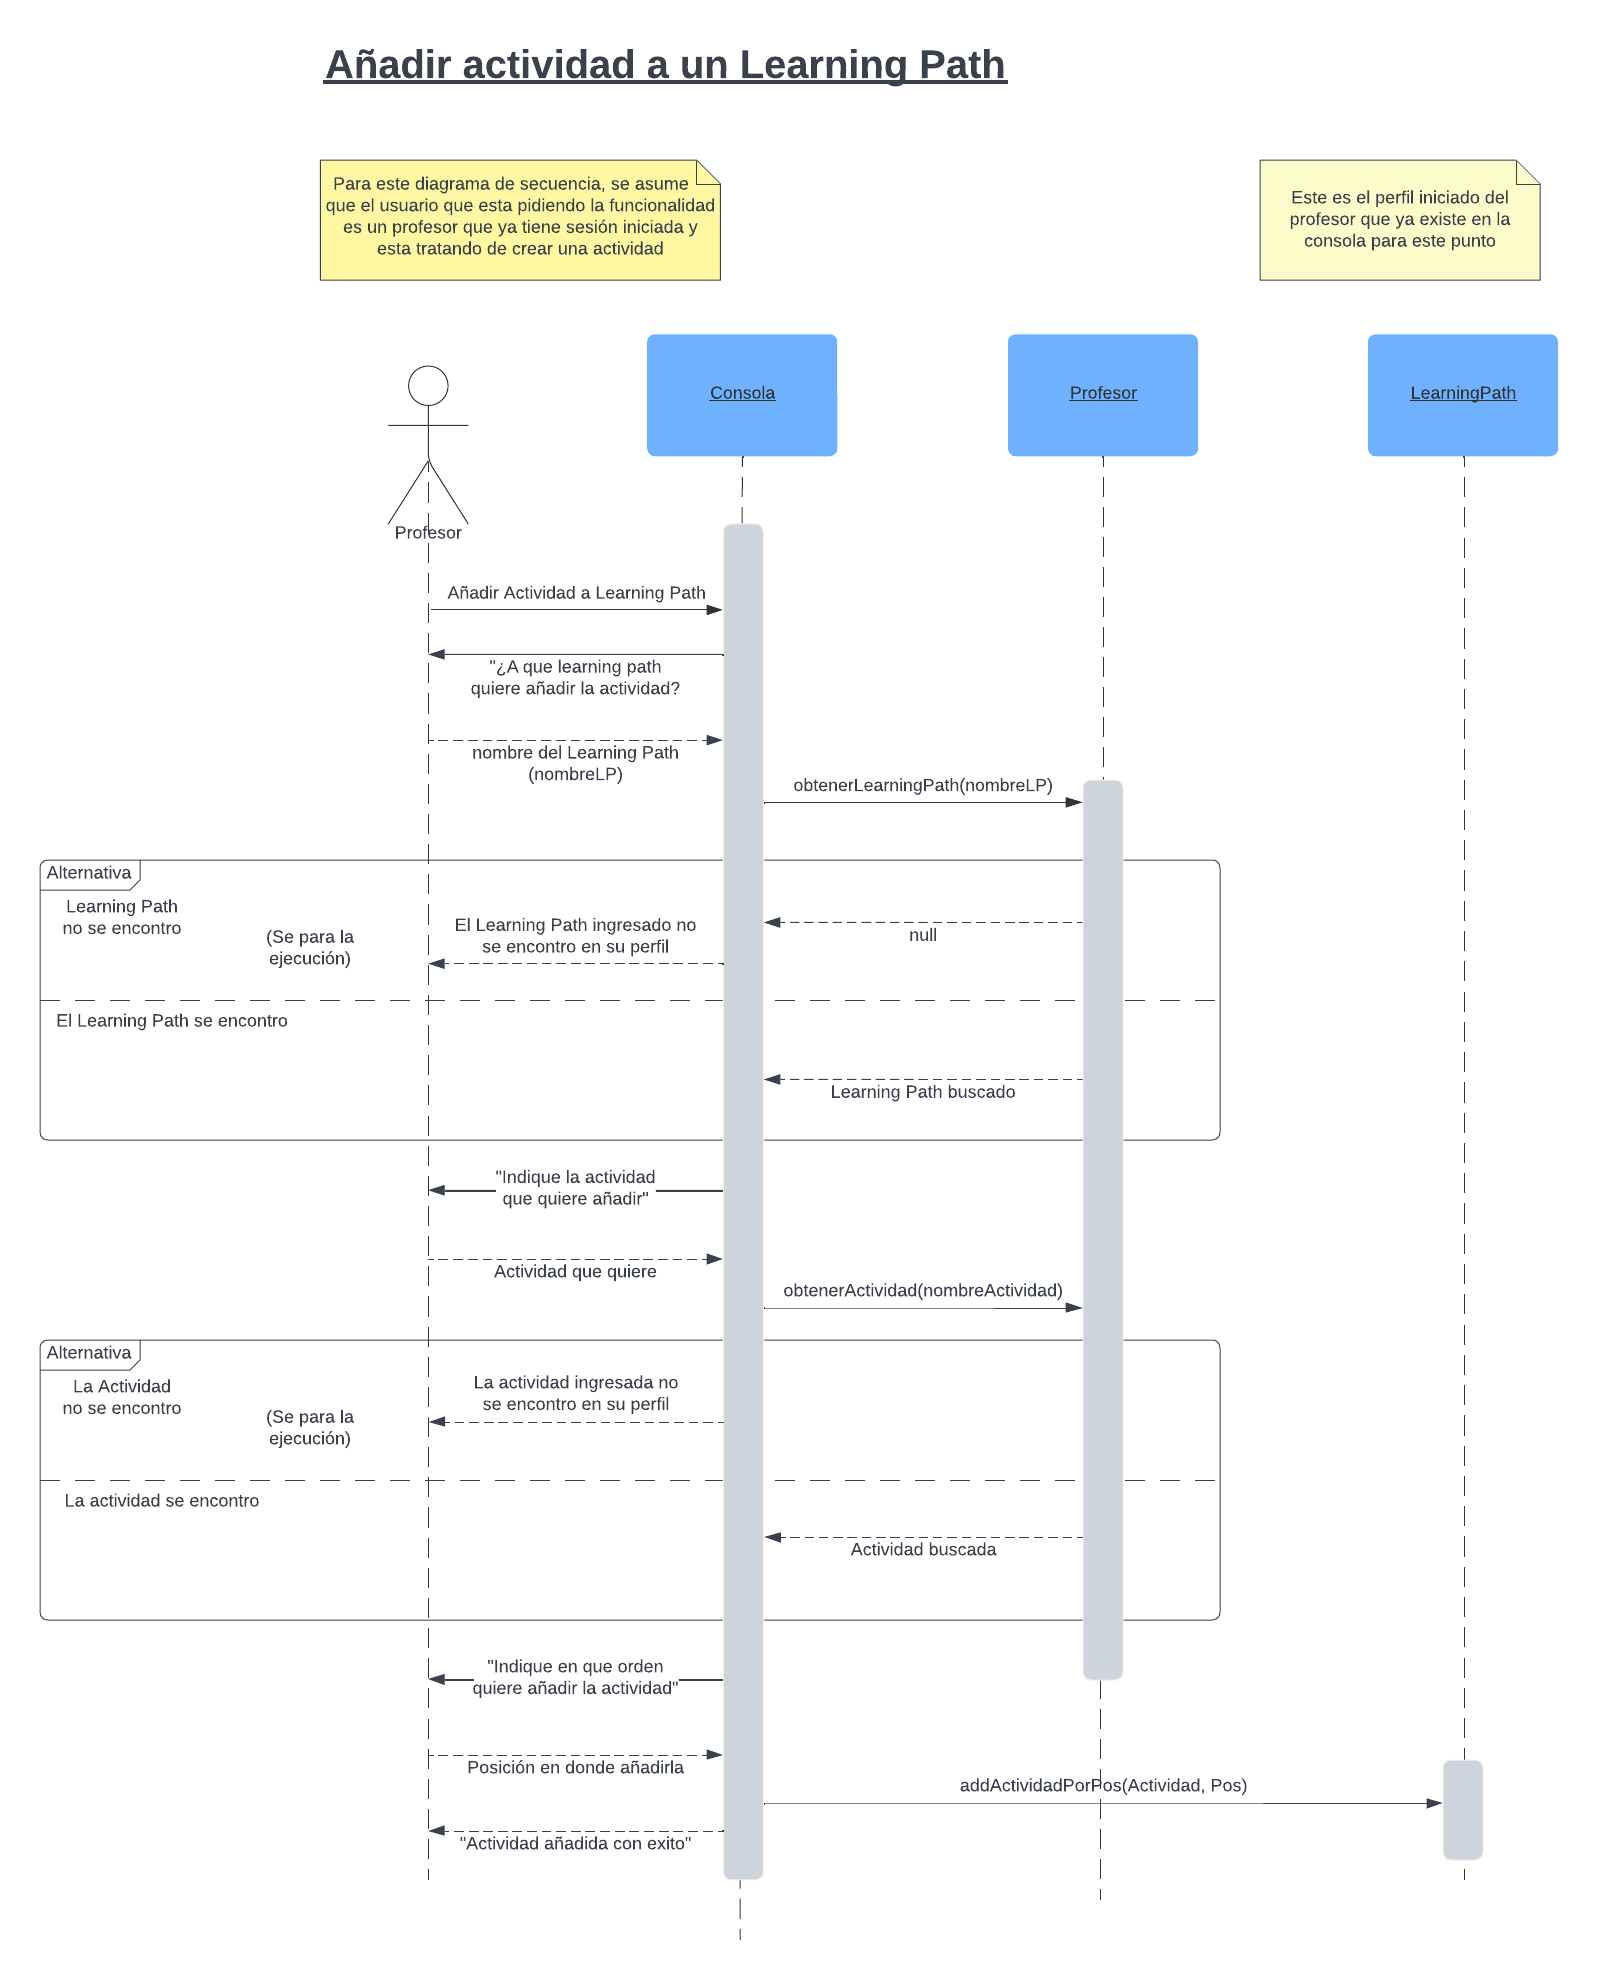 Añadir actividad a un Learning Path
Para este diagrama de secuencia, se asume
que el usuario que esta pidiendo la funcionalidad
es un profesor que ya tiene sesión iniciada y
esta tratando de crear una actividad
Este es el perfil iniciado del
profesor que ya existe en la
consola para este punto
Consola
Profesor
LearningPath
Profesor
Añadir Actividad a Learning Path
"¿A que learning path
quiere añadir la actividad?
nombre del Learning Path
(nombreLP)
obtenerLearningPath(nombreLP)
Alternativa
Learning Path
no se encontro
(Se para la
ejecución)
El Learning Path ingresado no
se encontro en su perfil
null
El Learning Path se encontro
Learning Path buscado
"Indique la actividad
que quiere añadir"
Actividad que quiere
obtenerActividad(nombreActividad)
Alternativa
La Actividad
no se encontro
(Se para la
ejecución)
La actividad ingresada no
se encontro en su perfil
La actividad se encontro
Actividad buscada
"Indique en que orden
quiere añadir la actividad"
Posición en donde añadirla
addActividadPorPos(Actividad, Pos)
"Actividad añadida con exito"